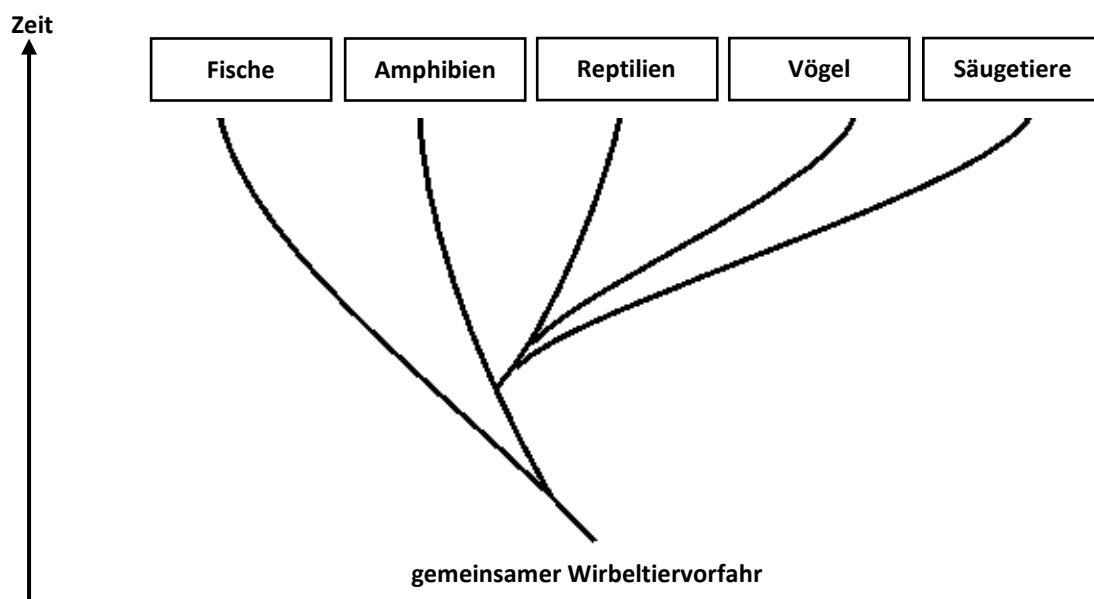 Zeit
Fische
Amphibien
Reptilien
Vögel
Säugetiere
gemeinsamer Wirbeltiervorfahr